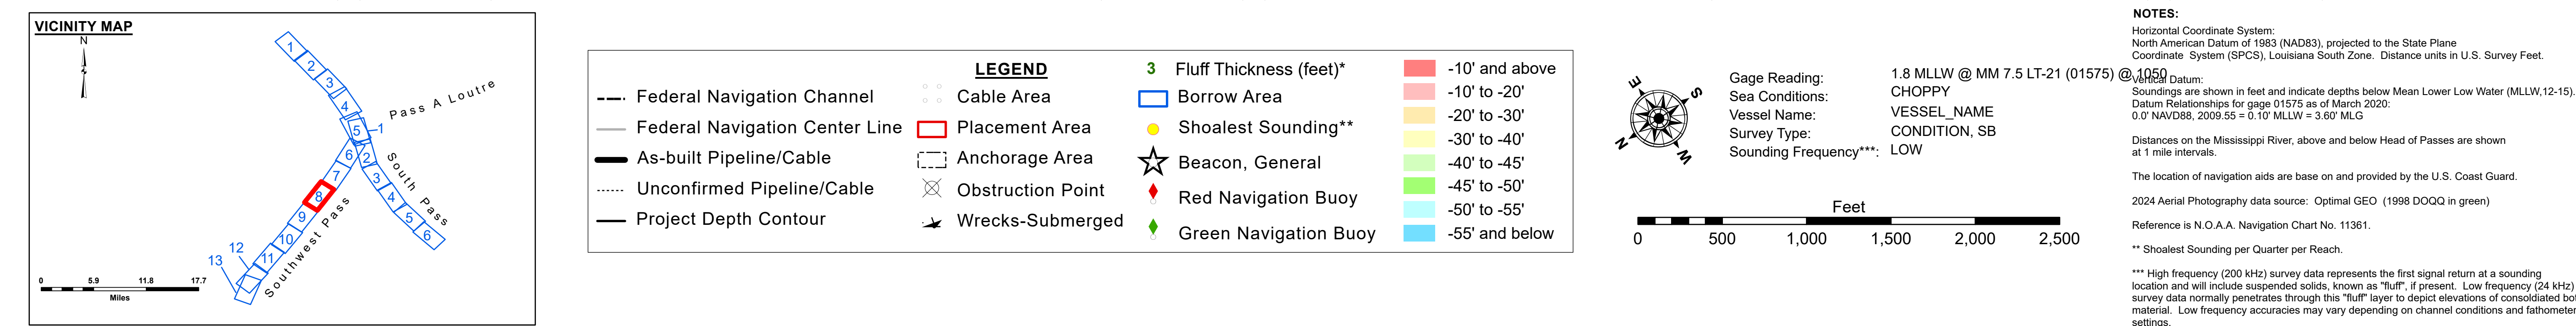 VICINITY MAP
N
1
2
3
4
5
1
Pass A Loutre
6
2
7
3
South Pass
8
4
9
5
10
6
12
11
13
Southwest Pass
0 5.9 11.8 17.7
Miles
LEGEND
Federal Navigation Channel
Federal Navigation Center Line
As-built Pipeline/Cable
Unconfirmed Pipeline/Cable
Project Depth Contour
Cable Area
Placement Area
Anchorage Area
Obstruction Point
Wrecks-Submerged
3 Fluff Thickness (feet)*
Borrow Area
Shoalest Sounding**
Beacon, General
Red Navigation Buoy
Green Navigation Buoy
-10' and above
-10' to -20'
-20' to -30'
-30' to -40'
-40' to -45'
-45' to -50'
-50' to -55'
-55' and below
E
S
N
W
Gage Reading: 1.8 MLLW @ MM 7.5 LT-21 (01575) @ 1050
Sea Conditions: CHOPPY
Vessel Name: VESSEL_NAME
Survey Type: CONDITION, SB
Sounding Frequency***: LOW
Feet
0 500 1,000 1,500 2,000 2,500
NOTES:
Horizontal Coordinate System:
North American Datum of 1983 (NAD83), projected to the State Plane
Coordinate System (SPCS), Louisiana South Zone. Distance units in U.S. Survey Feet.
Vertical Datum:
Soundings are shown in feet and indicate depths below Mean Lower Low Water (MLLW,12-15).
Datum Relationships for gage 01575 as of March 2020:
0.0' NAVD88, 2009.55 = 0.10' MLLW = 3.60' MLG
Distances on the Mississippi River, above and below Head of Passes are shown
at 1 mile intervals.
The location of navigation aids are base on and provided by the U.S. Coast Guard.
2024 Aerial Photography data source: Optimal GEO (1998 DOQQ in green)
Reference is N.O.A.A. Navigation Chart No. 11361.
** Shoalest Sounding per Quarter per Reach.
*** High frequency (200 kHz) survey data represents the first signal return at a sounding
location and will include suspended solids, known as "fluff", if present. Low frequency (24 kHz)
survey data normally penetrates through this "fluff" layer to depict elevations of consoldiated bo
material. Low frequency accuracies may vary depending on channel conditions and fathomete
settings.